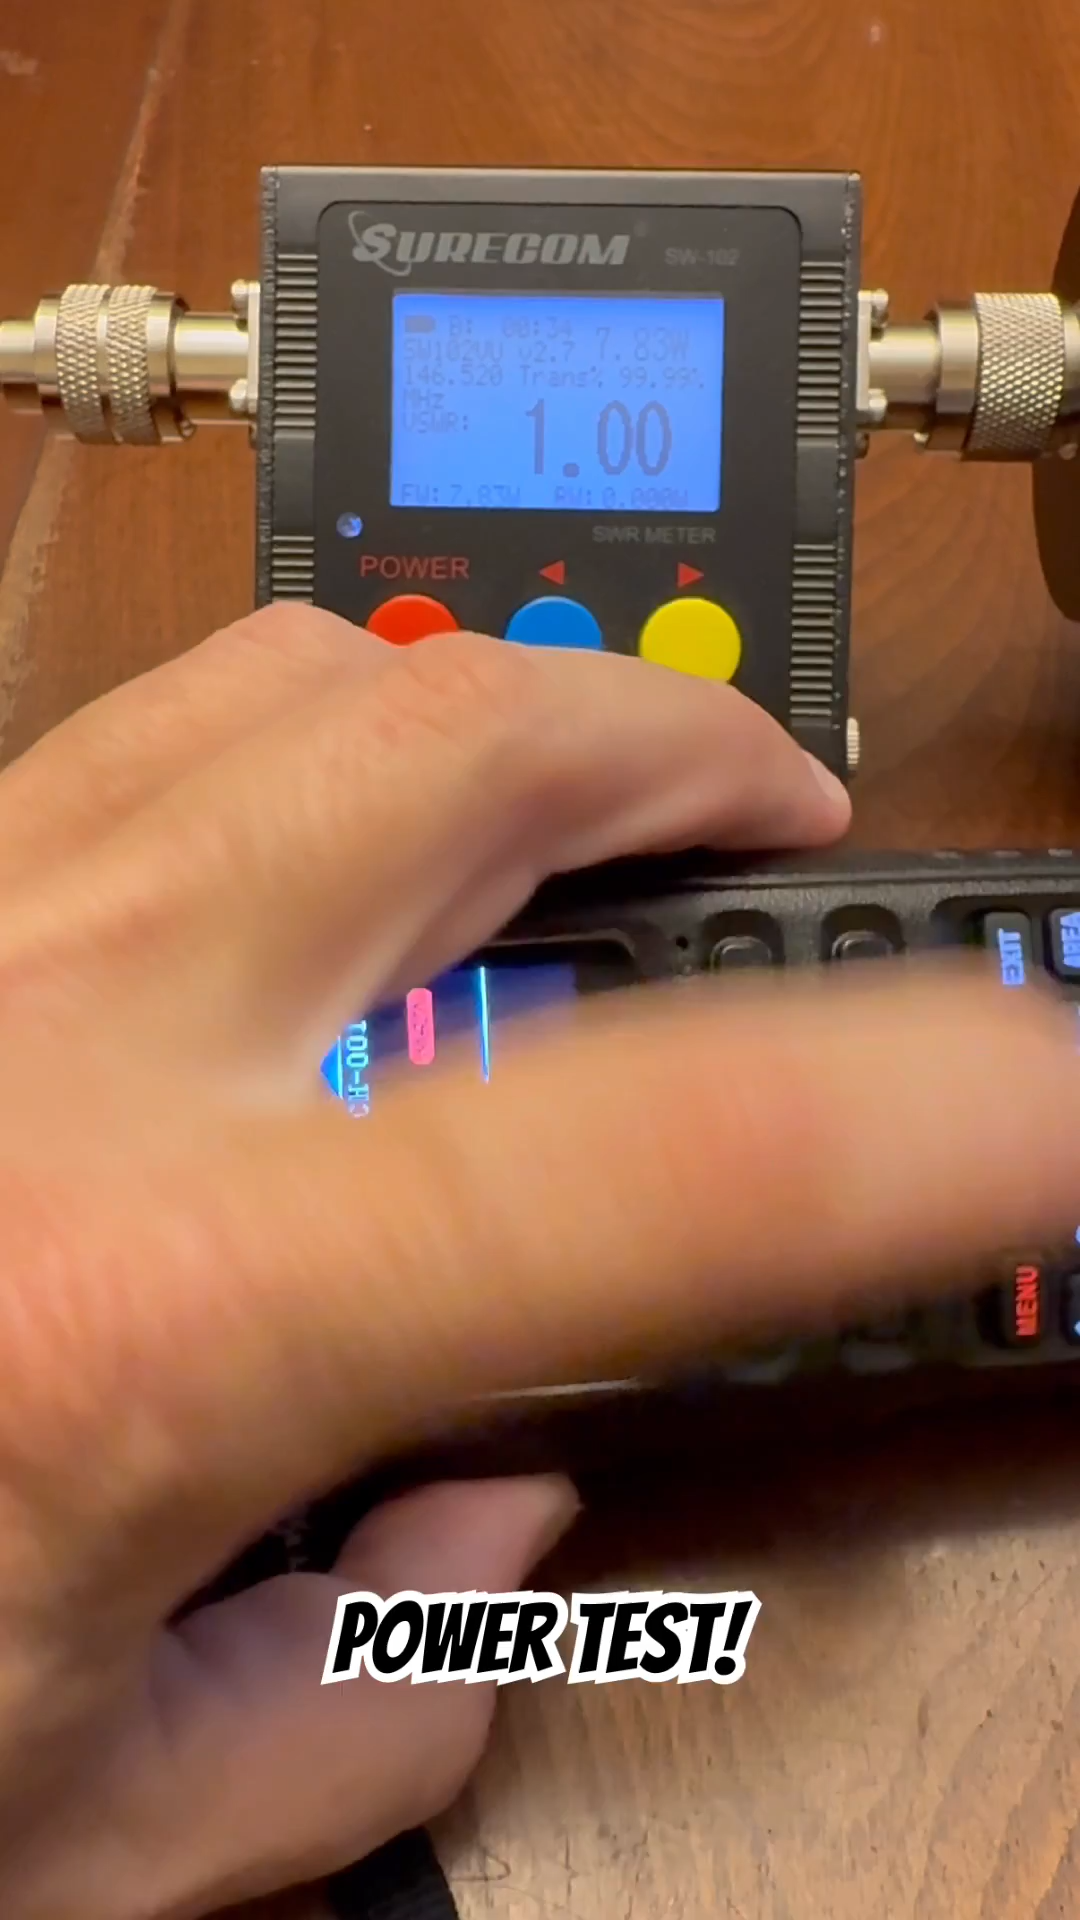 SURECOM
SW-102
B: 00:34 7.83W
SW102VU v2.7
146.520 Trans% 99.99%
MHz
VSWR: 1.00
FW:7.83W RW:0.000W
SWR METER
POWER
EXIT
MENU
POWER TEST!